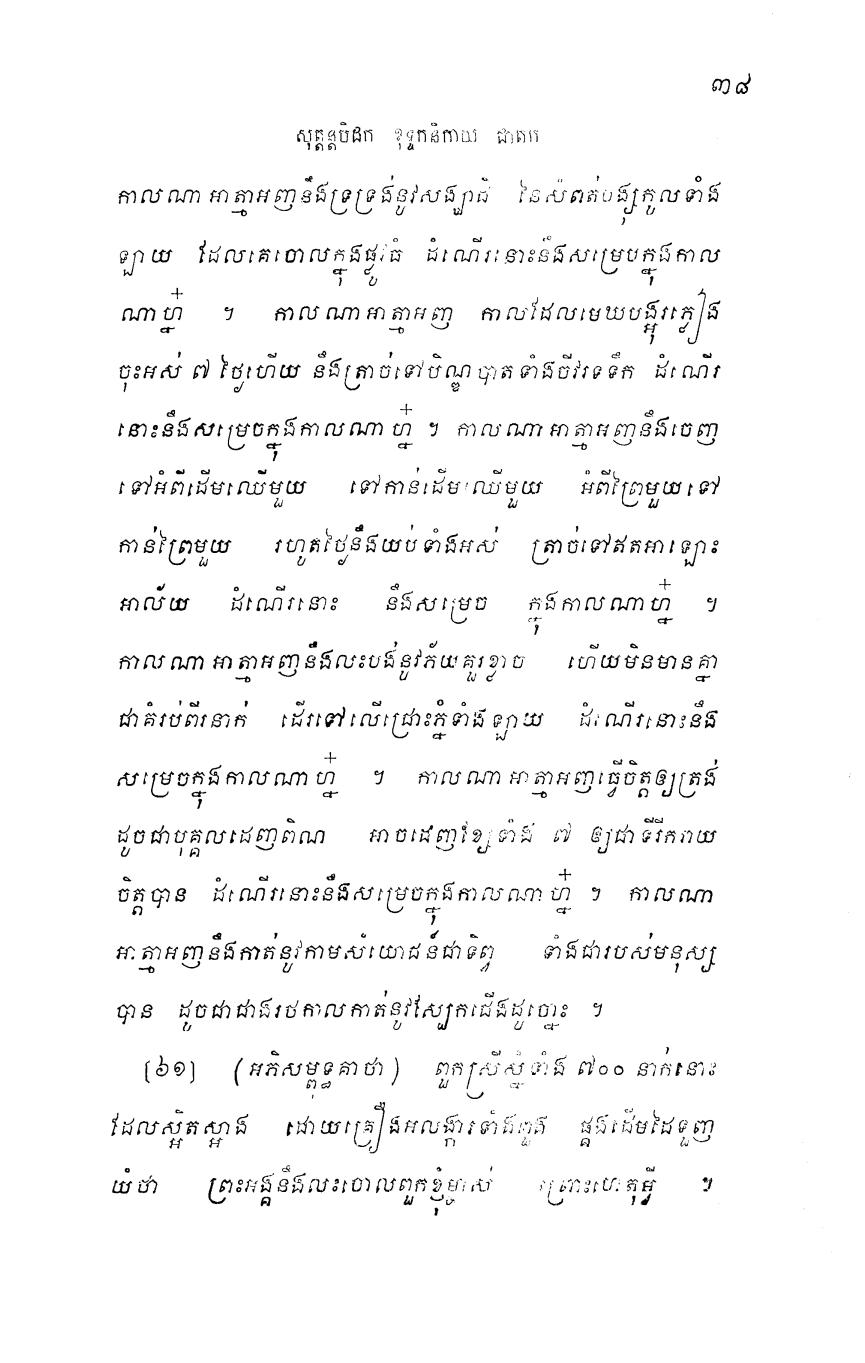 ៣៨
សុត្តន្តបិដក ខុទ្ទកនិកាយ ជាតក
កាលណាអាត្មាអញនឹងទ្រទ្រង់នូវសង្ឃាដិ នៃសំពត់បង្សុកូលទាំង
ឡាយ ដែលគេចោលក្នុងផ្លូវធំ ដំណើរនោះនឹងសម្រេចក្នុងកាល
ណាហ្ន៎ ។ កាលណាអាត្មាអញ កាលដែលមេឃបង្អុរភ្លៀង
ចុះអស់ ៧ ថ្ងៃហើយ នឹងត្រាច់ទៅបិណ្ឌបាតទាំងចីវរទទឹក ដំណើរ
នោះនឹងសម្រេចក្នុងកាលណាហ្ន៎ ។ កាលណាអាត្មាអញនឹងចេញ
ទៅអំពីដើមឈើមួយ ទៅកាន់ដើមឈើមួយ អំពីព្រៃមួយទៅ
កាន់ព្រៃមួយ រហូតថ្ងៃនឹងយប់ទាំងអស់ ត្រាច់ទៅឥតអាឡោះ
អាល័យ ដំណើរនោះ នឹងសម្រេច ក្នុងកាលណាហ្ន៎ ។
កាលណាអាត្មាអញនឹងលះបង់នូវភ័យគួរខ្លាច ហើយមិនមានគ្នា
ជាគំរប់ពីរនាក់ ដើរទៅលើជ្រោះភ្នំទាំងឡាយ ដំណើរនោះនឹង
សម្រេចក្នុងកាលណាហ្ន៎ ។ កាលណាអាត្មាអញធ្វើចិត្តឲ្យត្រង់
ដូចជាបុគ្គលដេញពិណ អាចដេញខ្សែទាំង ៧ ឲ្យជាទីរីករាយ
ចិត្តបាន ដំណើរនោះនឹងសម្រេចក្នុងកាលណាហ្ន៎ ។ កាលណា
អាត្មាអញនឹងកាត់នូវកាមសំយោជន៍ជាទិព្វ ទាំងជារបស់មនុស្ស
បាន ដូចជាជាងរថកាលកាត់នូវស្បែកជើងដូច្នោះ ។
[៦១] (អភិសម្ពុទ្ធគាថា) ពួកស្រីស្នំទាំង ៧០០ នាក់នោះ
ដែលស្អិតស្អាង ដោយគ្រឿងអលង្ការទាំងពួង ផ្គងដើមដៃទួញ
យំថា ព្រះអង្គនឹងលះចោលពួកខ្ញុំម្ចាស់ ព្រោះហេតុអ្វី ។